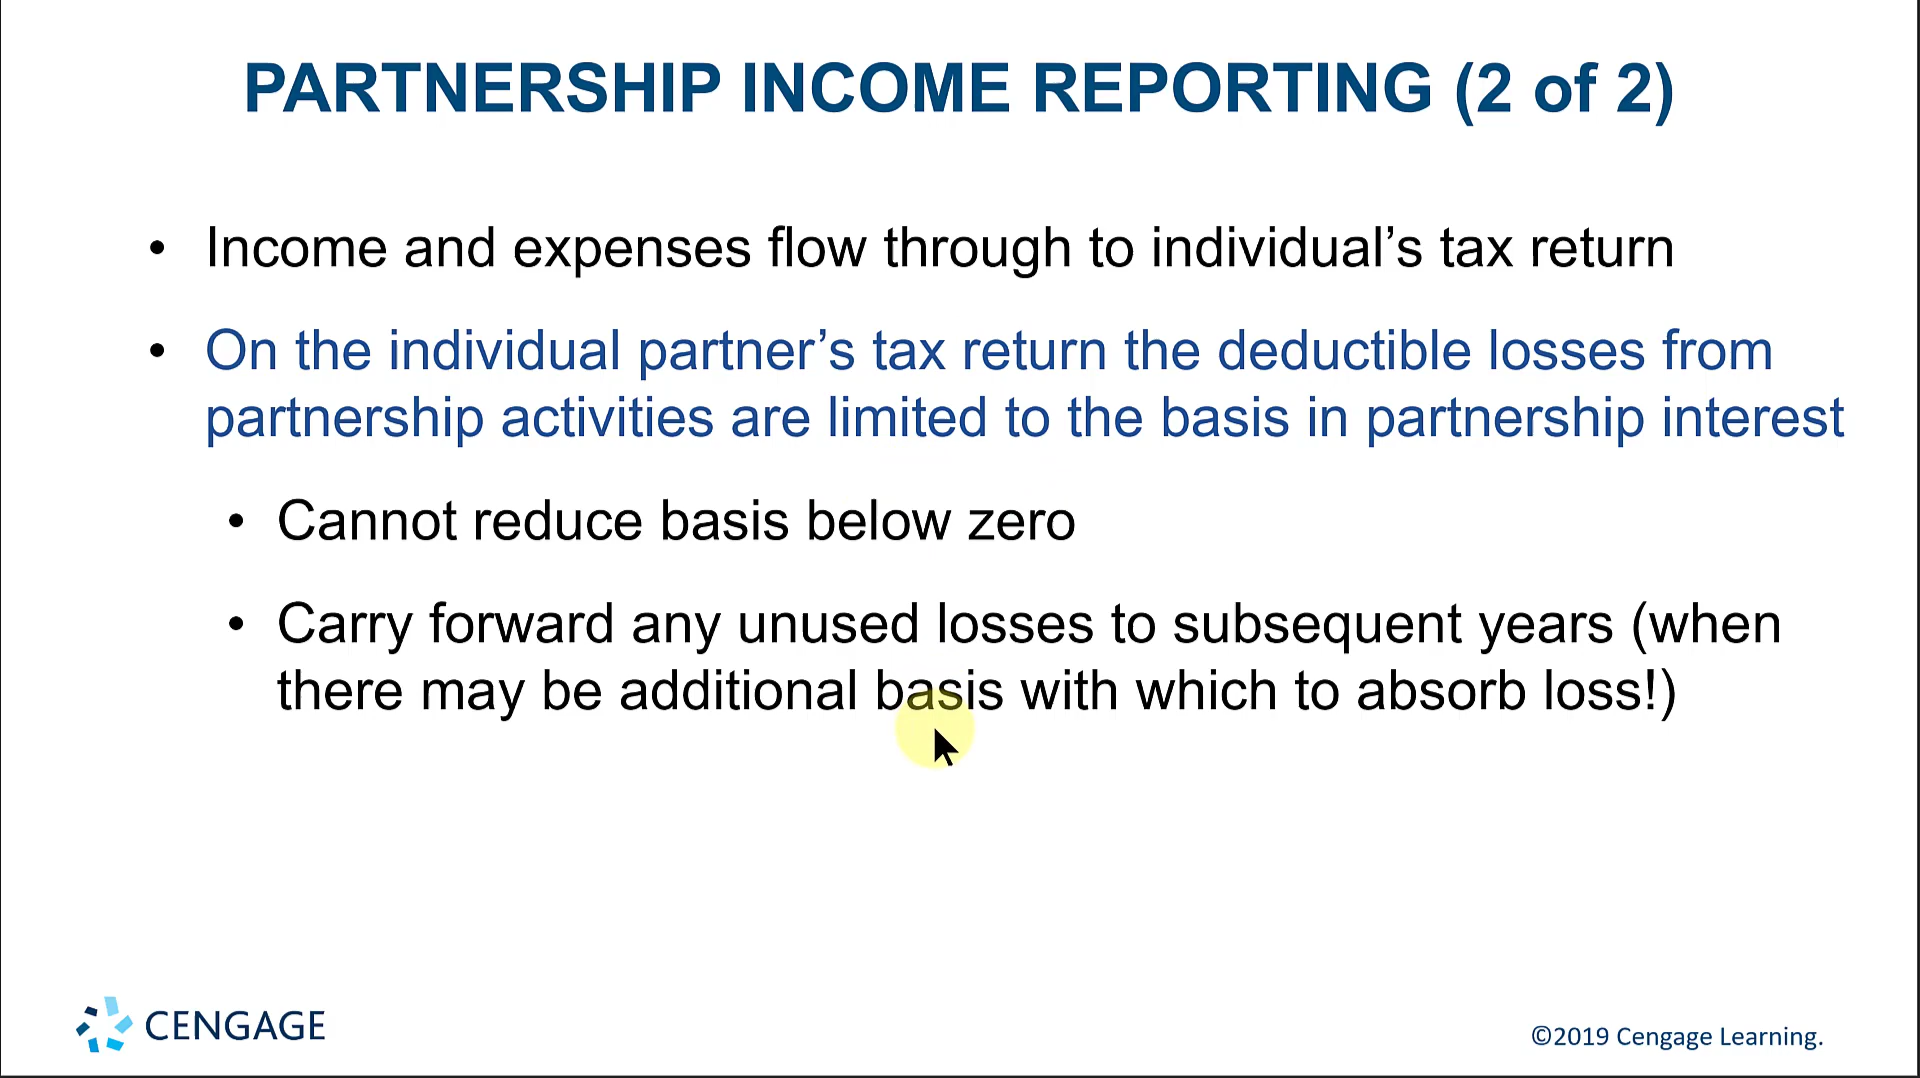 PARTNERSHIP INCOME REPORTING (2 of 2)
• Income and expenses flow through to individual’s tax return
• On the individual partner’s tax return the deductible losses from
partnership activities are limited to the basis in partnership interest
• Cannot reduce basis below zero
• Carry forward any unused losses to subsequent years (when
there may be additional basis with which to absorb loss!)
CENGAGE
©2019 Cengage Learning.